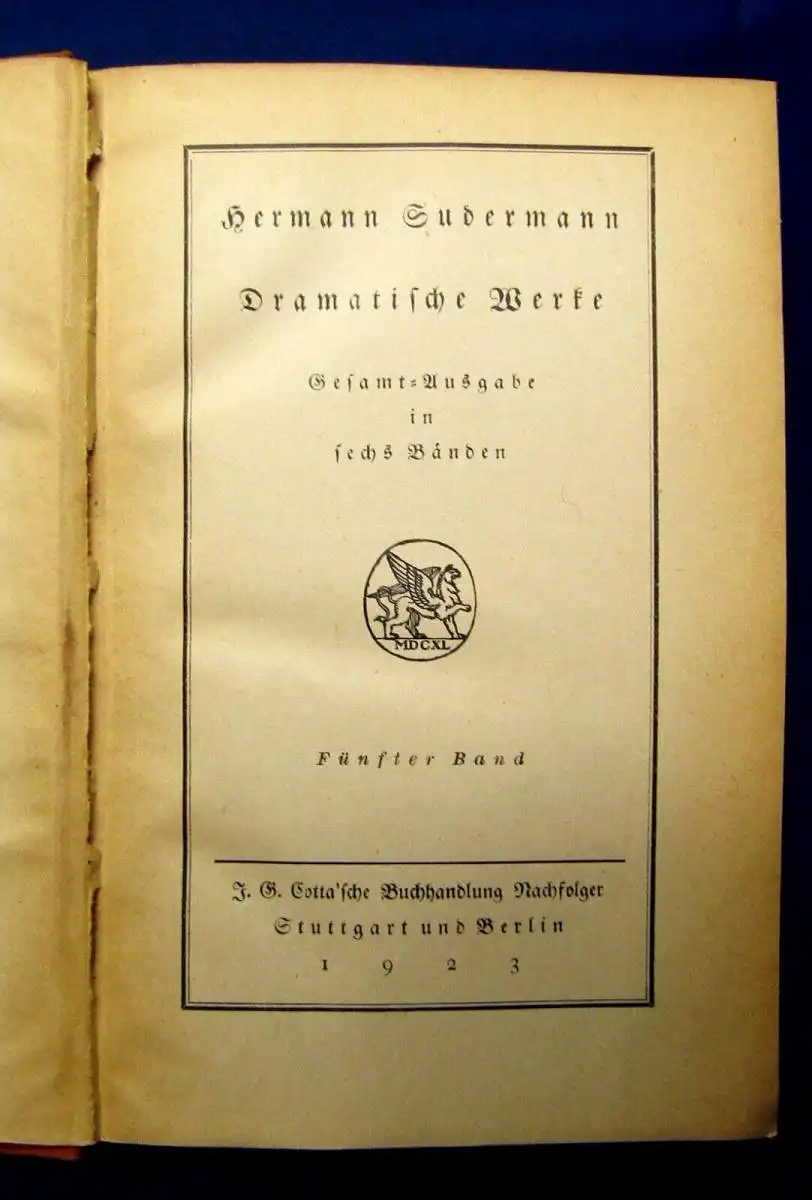 Hermann Sudermann
Dramatiſche Werke
Geſamt-Ausgabe
in
ſechs Bänden
MDCXL
Fünfter Band
J. G. Cotta'ſche Buchhandlung Nachfolger
Stuttgart und Berlin
1923